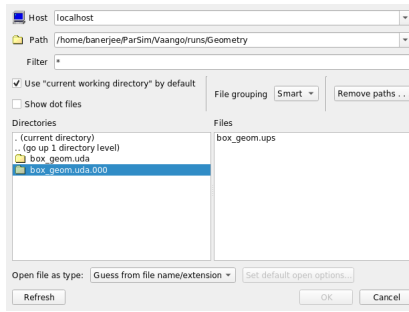 Host localhost
Path /home/banerjee/ParSim/Vaango/runs/Geometry
Filter *
Use "current working directory" by default
Show dot files
File grouping Smart
Remove paths . .
Directories
Files
. (current directory)
.. (go up 1 directory level)
box_geom.uda
box_geom.uda.000
box_geom.ups
Open file as type: Guess from file name/extension Set default open options...
Refresh OK Cancel